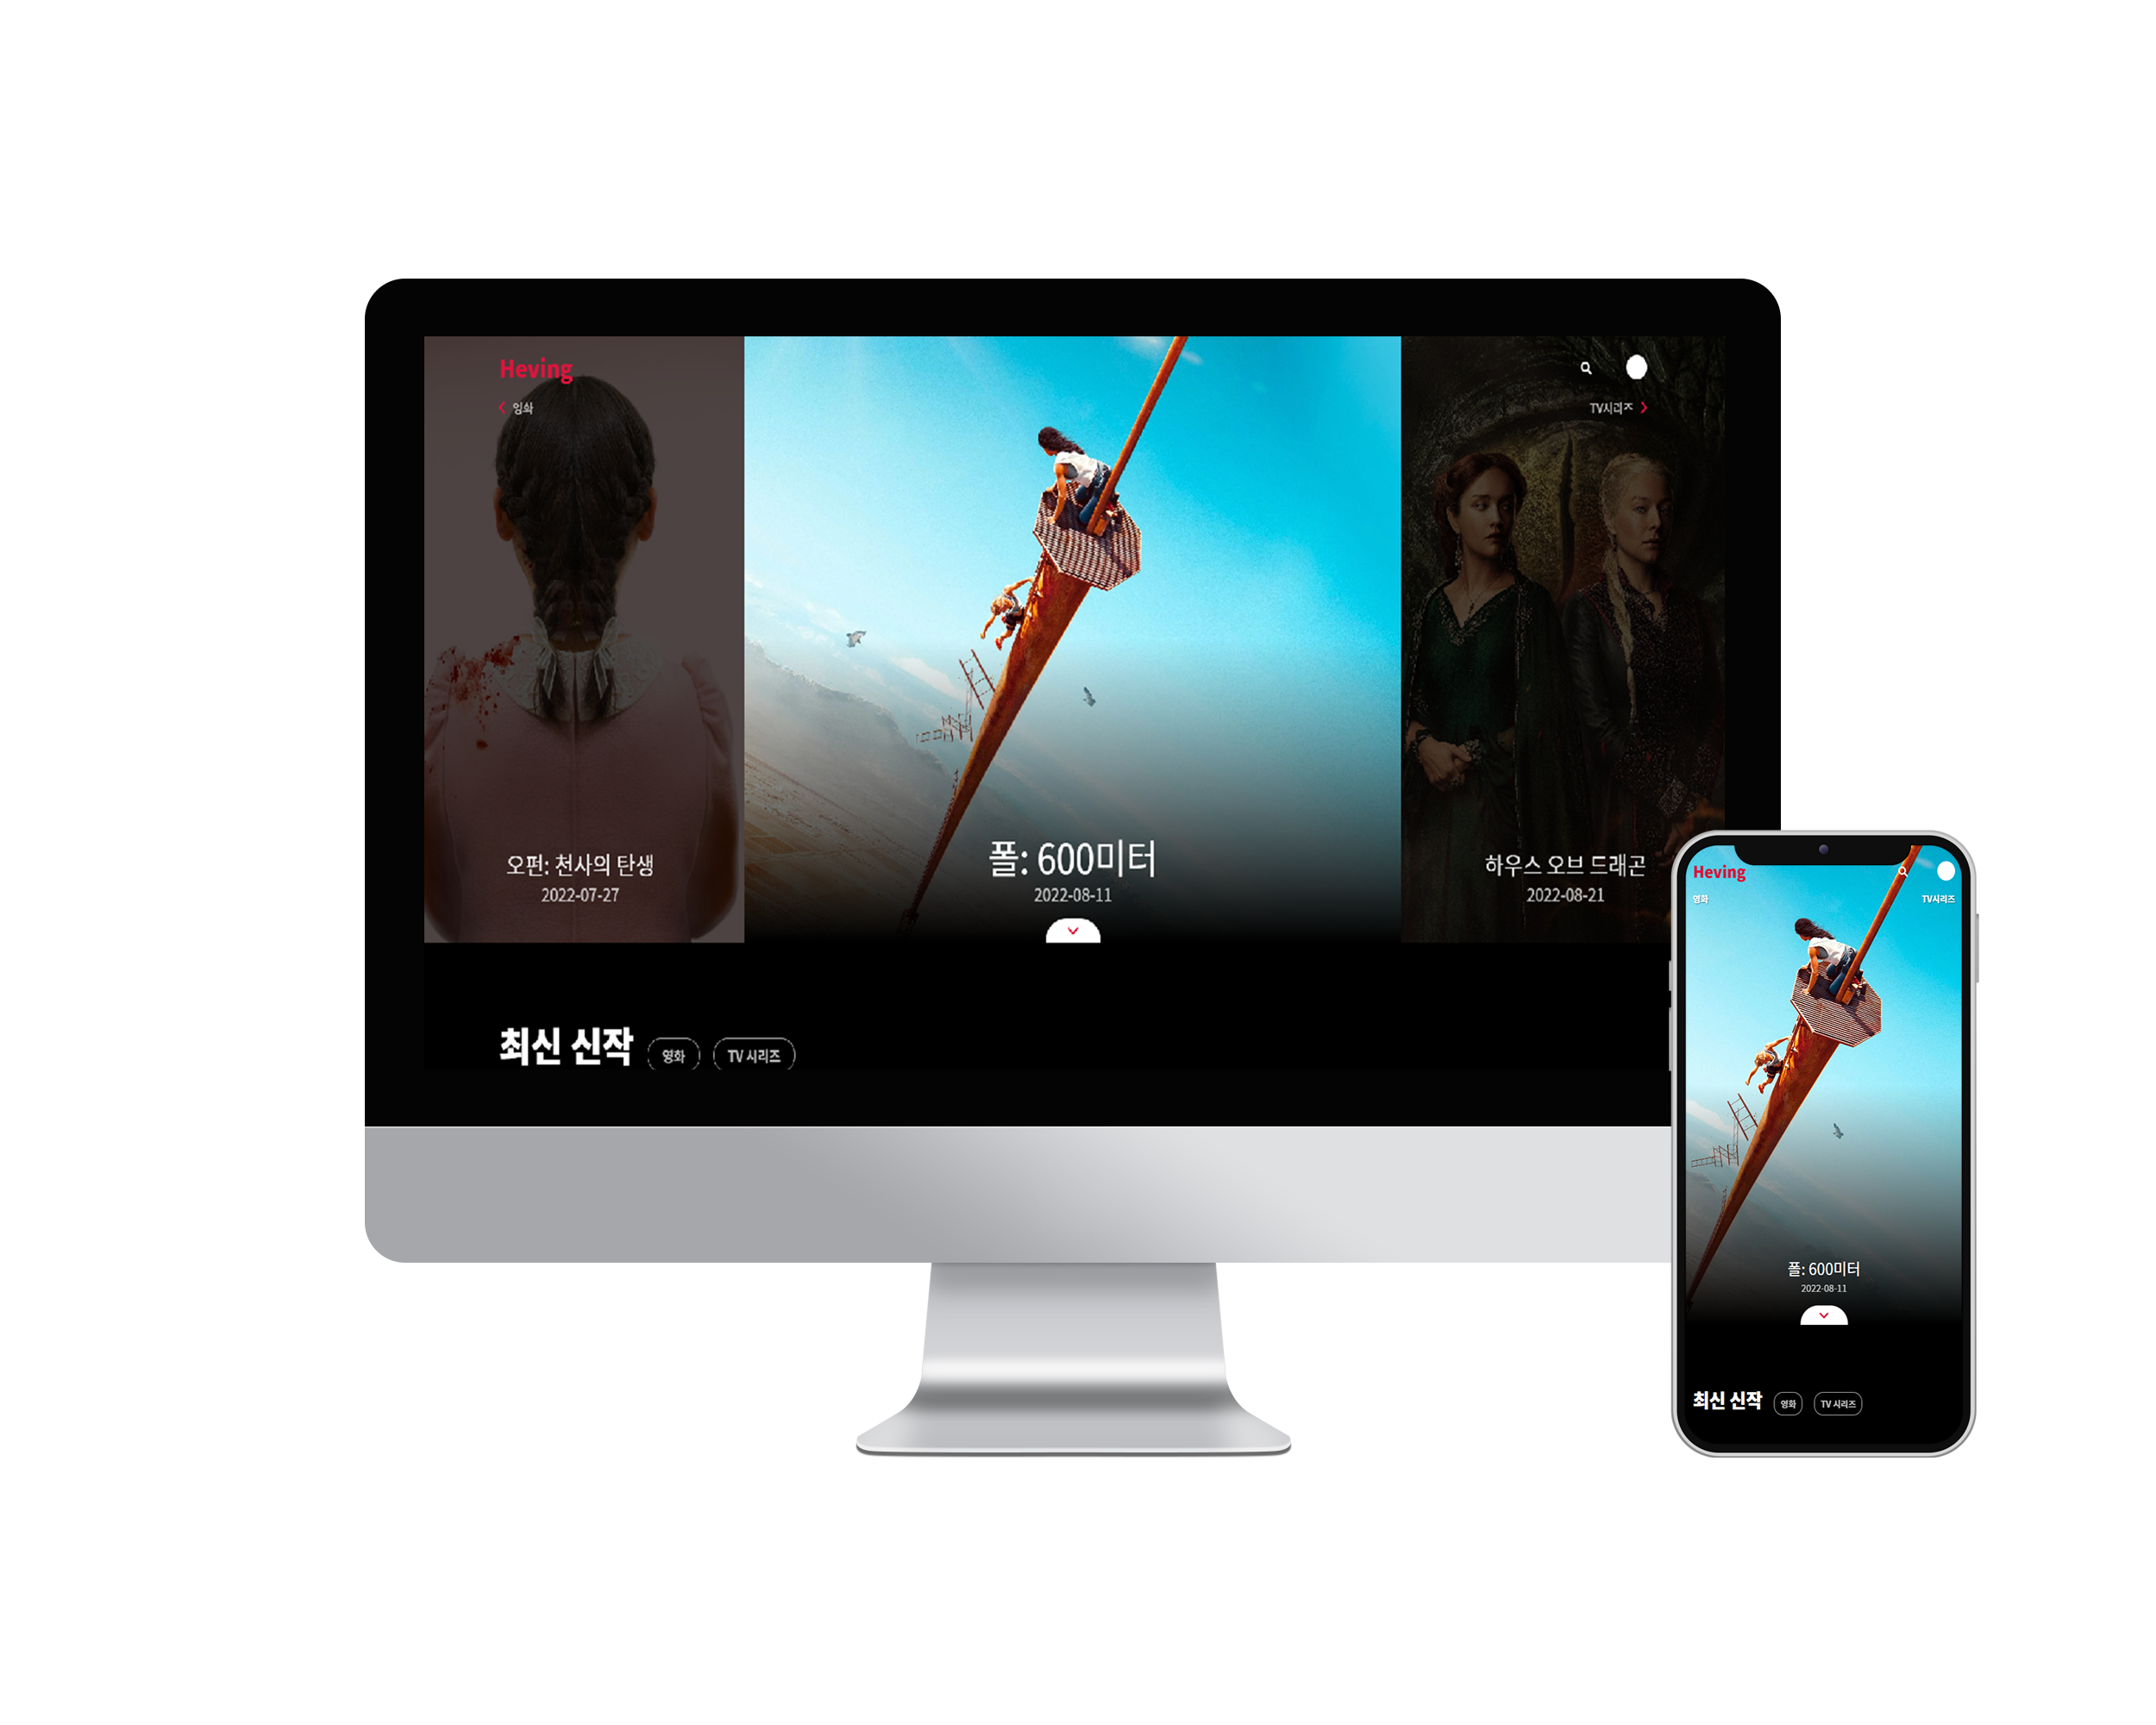 Heving
영화
TV시리즈
오펀: 천사의 탄생
2022-07-27
폴: 600미터
2022-08-11
하우스 오브 드래곤
2022-08-21
최신 신작 영화 TV 시리즈
Heving
영화 TV시리즈
폴: 600미터
2022-08-11
최신 신작 영화 TV 시리즈